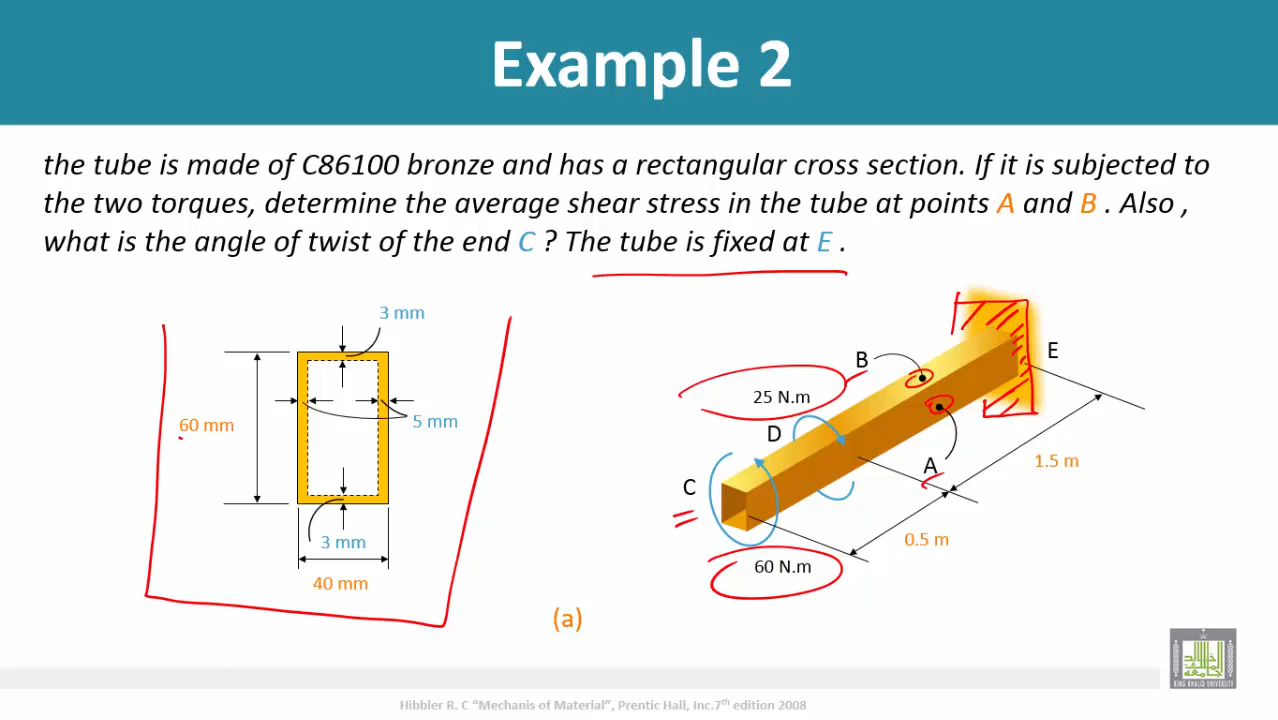 Example 2
the tube is made of C86100 bronze and has a rectangular cross section. If it is subjected to
the two torques, determine the average shear stress in the tube at points A and B . Also ,
what is the angle of twist of the end C ? The tube is fixed at E .
3 mm
60 mm
5 mm
3 mm
40 mm
B
E
25 N.m
D
A
1.5 m
C
0.5 m
60 N.m
(a)
KING KHALID UNIVERSITY
Hibbler R. C “Mechanis of Material”, Prentic Hall, Inc.7th edition 2008